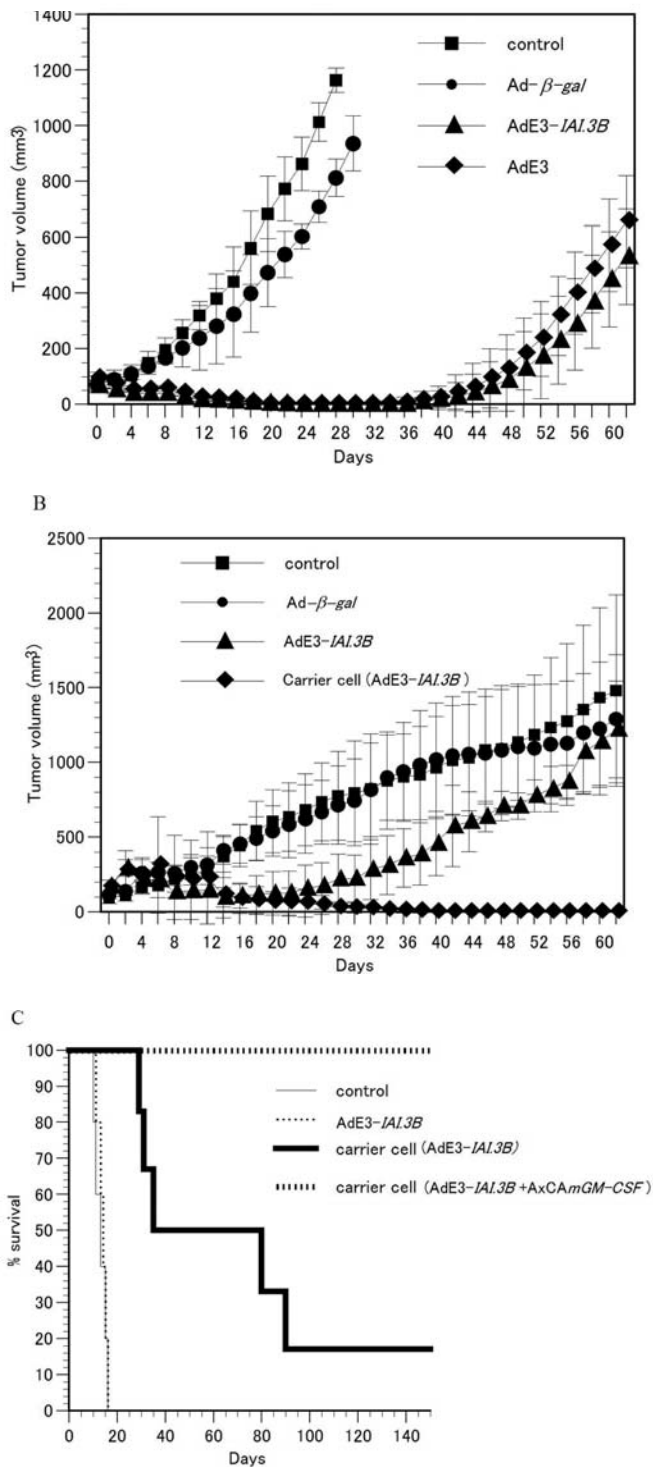 1400
1200
1000
800
600
400
200
0
Tumor volume (mm3)
control
Ad-β-gal
AdE3-IAI.3B
AdE3
0 4 8 12 16 20 24 28 32 36 40 44 48 52 56 60
Days
B
2500
2000
1500
1000
500
0
Tumor volume (mm3)
control
Ad-β-gal
AdE3-IAI.3B
Carrier cell (AdE3-IAI.3B)
0 4 8 12 16 20 24 28 32 36 40 44 48 52 56 60
Days
C
100
90
80
70
60
50
40
30
20
10
0
% survival
control
AdE3-IAI.3B
carrier cell (AdE3-IAI.3B)
carrier cell (AdE3-IAI.3B +AxCAmGM-CSF)
0 20 40 60 80 100 120 140
Days